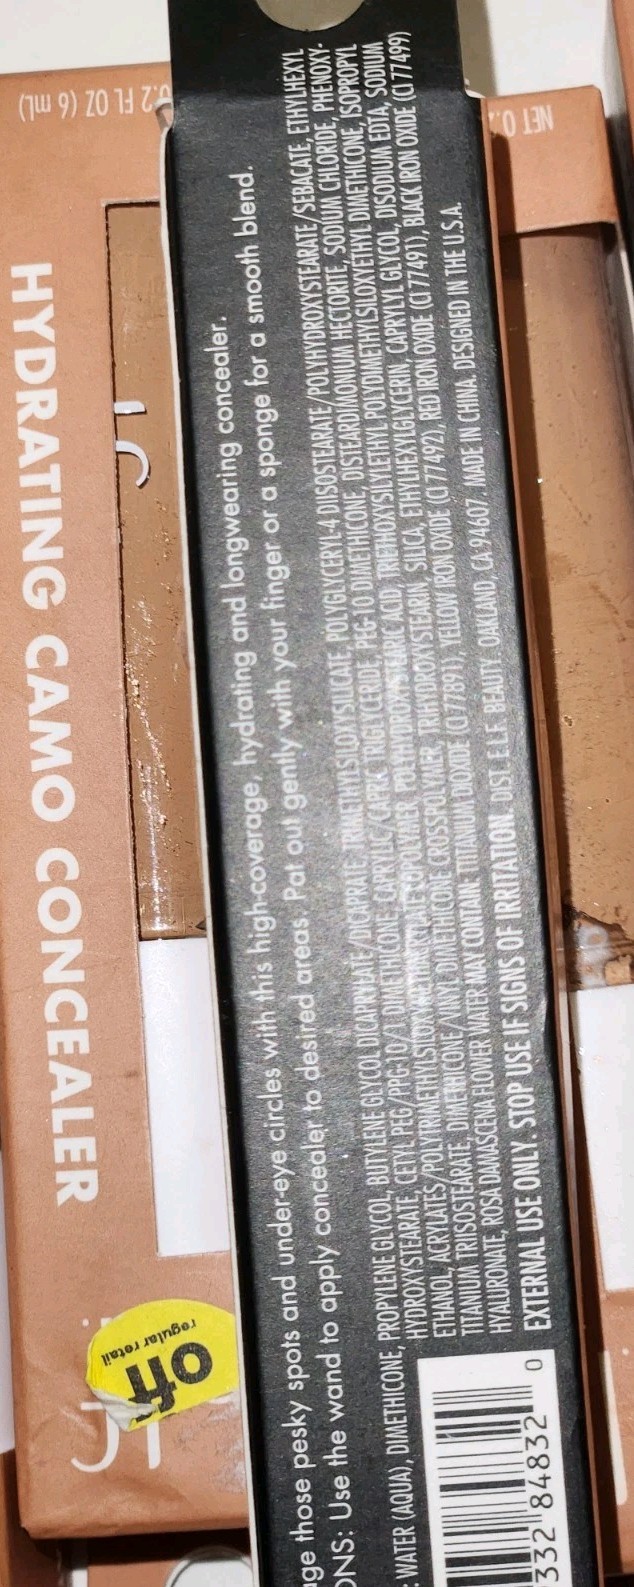 0.2 FL OZ (6 mL)
NET 0.2
HYDRATING CAMO CONCEALER
off
regular retail
age those pesky spots and under-eye circles with this high-coverage, hydrating and longwearing concealer.
ONS: Use the wand to apply concealer to desired areas. Pat out gently with your finger or a sponge for a smooth blend.
: WATER (AQUA), DIMETHICONE, PROPYLENE GLYCOL, BUTYLENE GLYCOL DICAPRYLATE/DICAPRATE, TRIMETHYLSILOXYSILICATE, POLYGLYCERYL-4 DIISOSTEARATE/POLYHYDROXYSTEARATE/SEBACATE, ETHYLHEXYL
HYDROXYSTEARATE, CETYL PEG/PPG-10/1 DIMETHICONE, CAPRYLIC/CAPRIC TRIGLYCERIDE, PEG-10 DIMETHICONE, DISTEARDIMONIUM HECTORITE, SODIUM CHLORIDE, PHENOXY-
ETHANOL, ACRYLATES/POLYTRIMETHYLSILOXYMETHACRYLATE COPOLYMER, POLYHYDROXYSTEARIC ACID, TRIETHOXYSILYLETHYL POLYDIMETHYLSILOXYETHYL DIMETHICONE, ISOPROPYL
TITANIUM TRIISOSTEARATE, DIMETHICONE/VINYL DIMETHICONE CROSSPOLYMER, TRIHYDROXYSTEARIN, SILICA, ETHYLHEXYLGLYCERIN, CAPRYLYL GLYCOL, DISODIUM EDTA, SODIUM
HYALURONATE, ROSA DAMASCENA FLOWER WATER MAY CONTAIN TITANIUM DIOXIDE (CI 77891), YELLOW IRON OXIDE (CI 77492), RED IRON OXIDE (CI 77491), BLACK IRON OXIDE (CI 77499)
EXTERNAL USE ONLY. STOP USE IF SIGNS OF IRRITATION. DIST. E.L.F. BEAUTY, OAKLAND, CA 94607. MADE IN CHINA. DESIGNED IN THE U.S.A.
332 84832 0